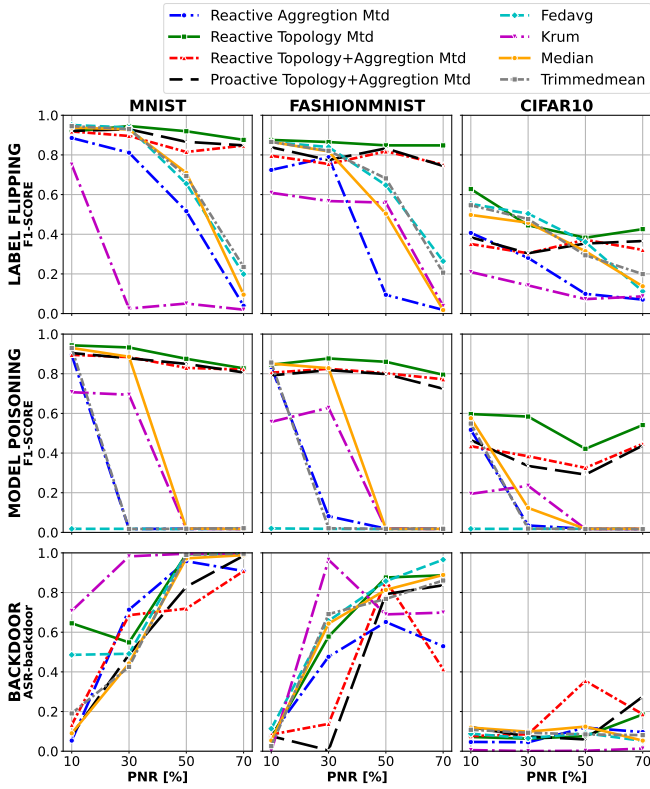 Reactive Aggregtion Mtd
Reactive Topology Mtd
Reactive Topology+Aggregtion Mtd
Proactive Topology+Aggregtion Mtd
Fedavg
Krum
Median
Trimmedmean
MNIST FASHIONMNIST CIFAR10
LABEL FLIPPING
F1-SCORE
1.0
0.8
0.6
0.4
0.2
0.0
MODEL POISONING
F1-SCORE
1.0
0.8
0.6
0.4
0.2
0.0
BACKDOOR
ASR-backdoor
1.0
0.8
0.6
0.4
0.2
0.0
10 30 50 70 10 30 50 70 10 30 50 70
PNR [%] PNR [%] PNR [%]